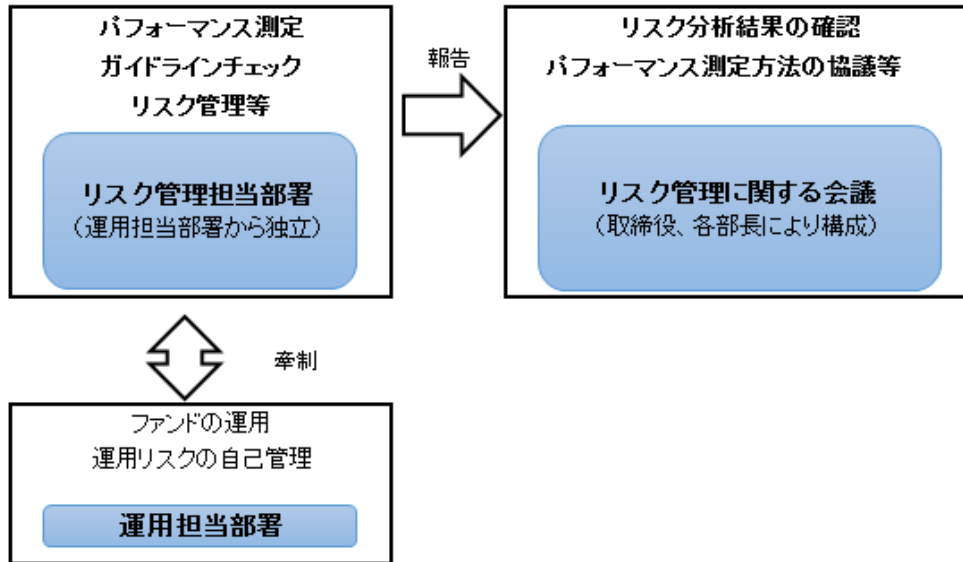 パフォーマンス測定
ガイドラインチェック
リスク管理等
リスク管理担当部署
（運用担当部署から独立）
報告
リスク分析結果の確認
パフォーマンス測定方法の協議等
リスク管理に関する会議
（取締役、各部長により構成）
牽制
ファンドの運用
運用リスクの自己管理
運用担当部署